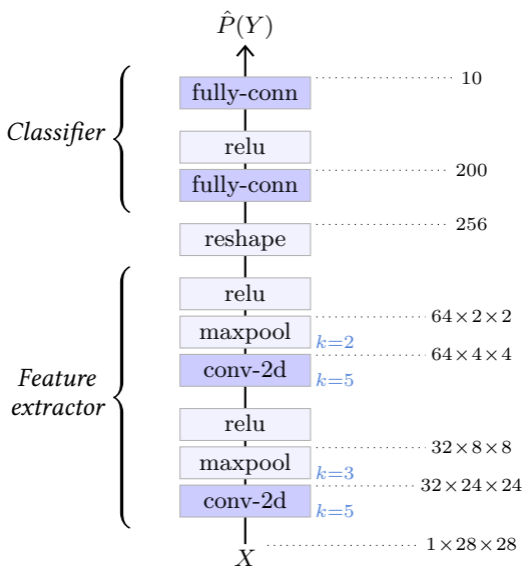 P̂(Y)
fully-conn 10
Classifier
relu
fully-conn 200
reshape 256
relu
maxpool k=2 64×2×2
conv-2d k=5 64×4×4
Feature
extractor
relu
maxpool k=3 32×8×8
conv-2d k=5 32×24×24
X 1×28×28